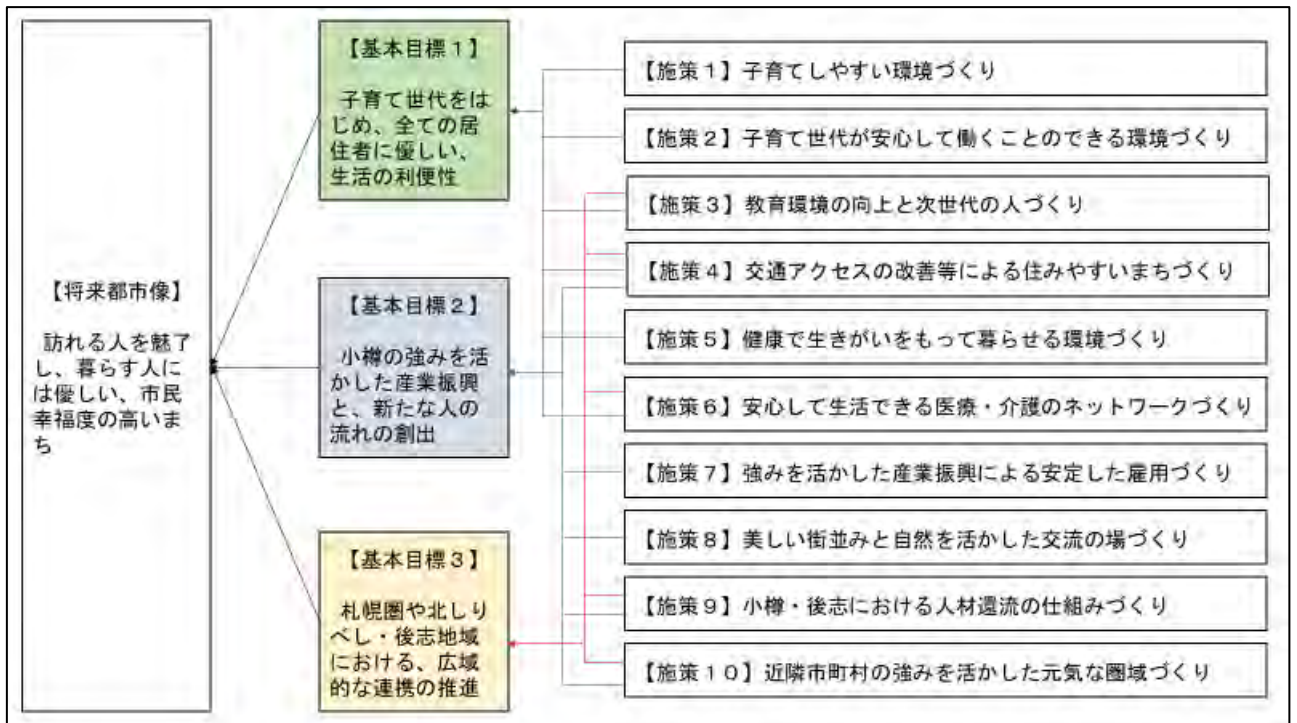 【将来都市像】
訪れる人を魅了
し、暮らす人に
は優しい、市民
幸福度の高いま
ち
【基本目標１】
子育て世代をは
じめ、全ての居
住者に優しい、
生活の利便性
【基本目標２】
小樽の強みを活
かした産業振興
と、新たな人の
流れの創出
【基本目標３】
札幌圏や北しり
べし・後志地域
における、広域
的な連携の推進
【施策１】子育てしやすい環境づくり
【施策２】子育て世代が安心して働くことのできる環境づくり
【施策３】教育環境の向上と次世代の人づくり
【施策４】交通アクセスの改善等による住みやすいまちづくり
【施策５】健康で生きがいをもって暮らせる環境づくり
【施策６】安心して生活できる医療・介護のネットワークづくり
【施策７】強みを活かした産業振興による安定した雇用づくり
【施策８】美しい街並みと自然を活かした交流の場づくり
【施策９】小樽・後志における人材還流の仕組みづくり
【施策１０】近隣市町村の強みを活かした元気な圏域づくり